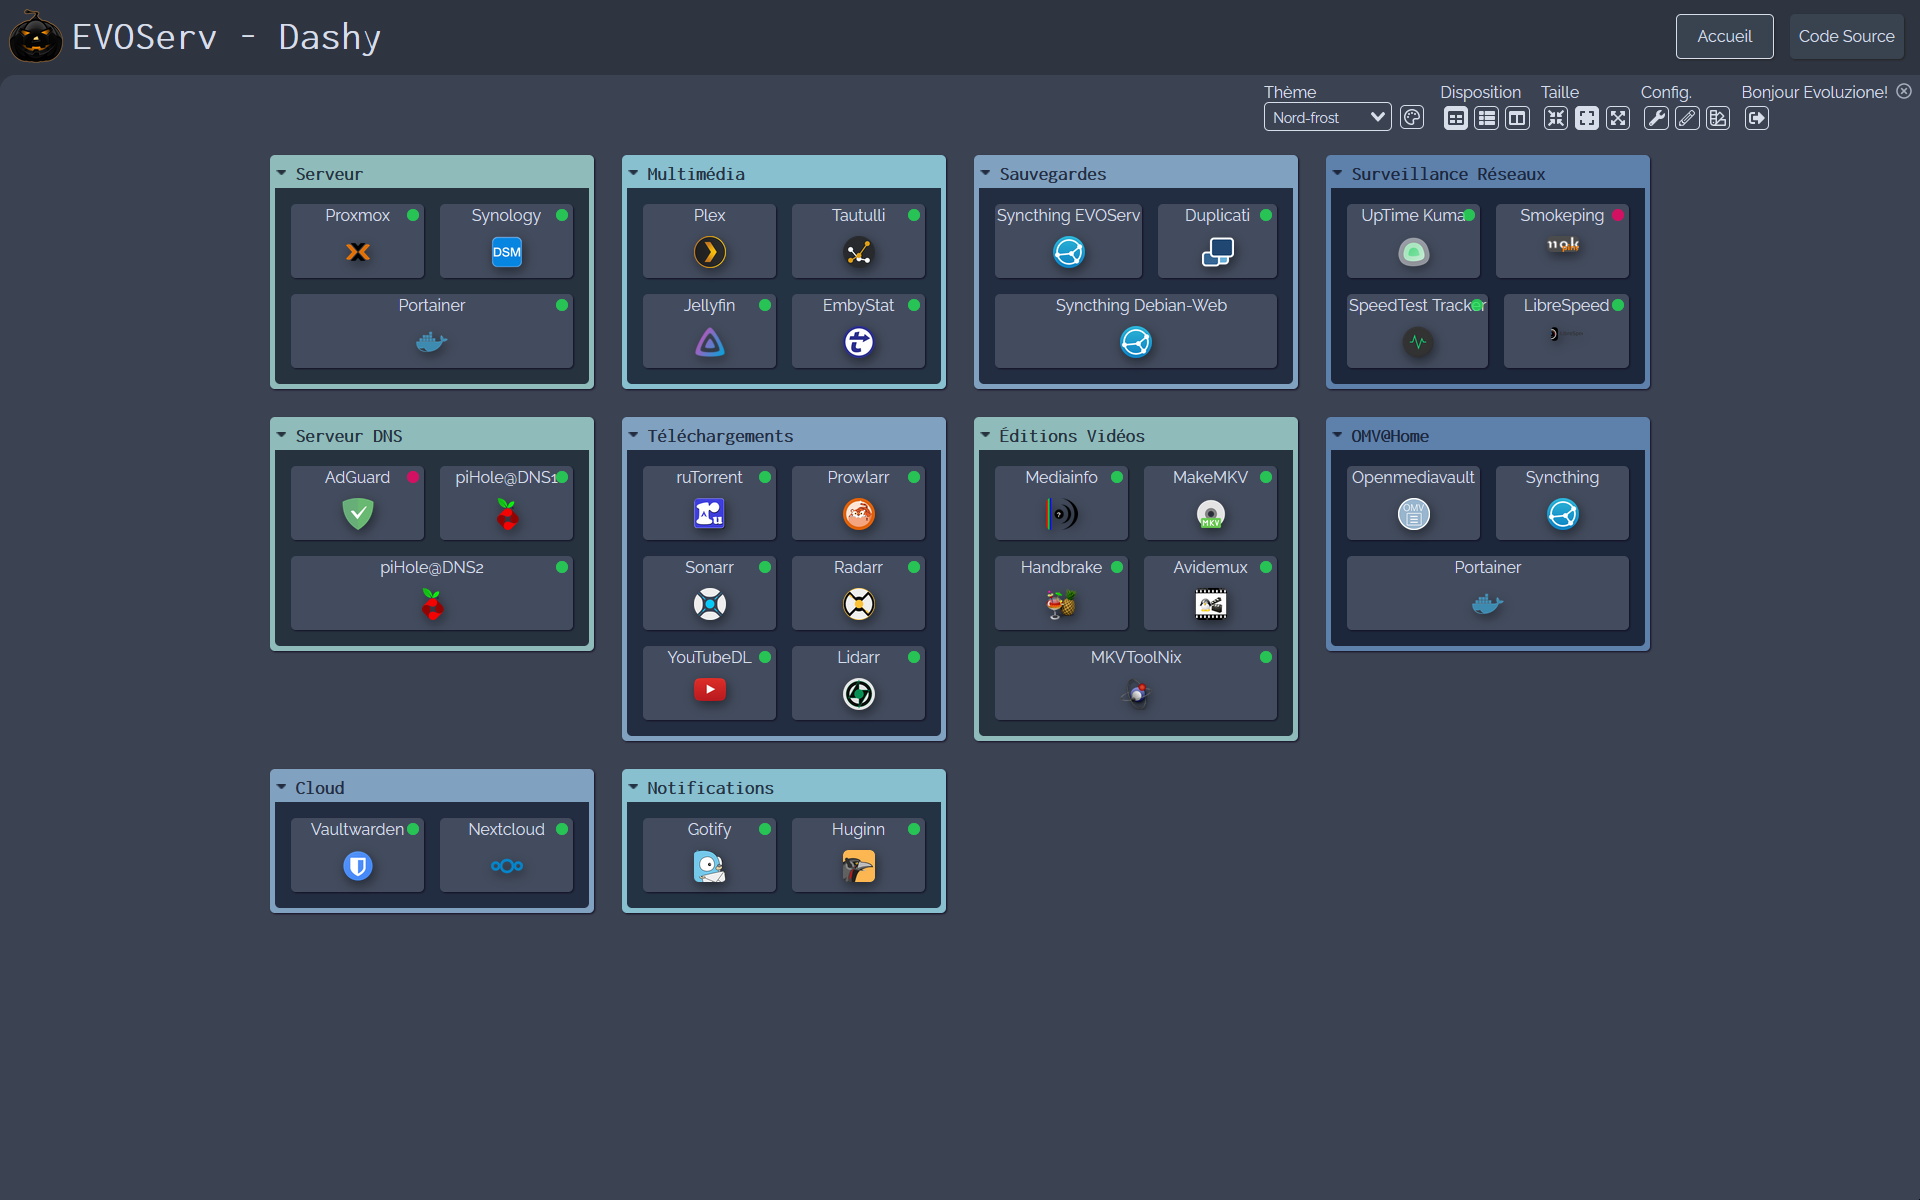 EVOServ - Dashy
Accueil
Code Source
Thème
Disposition
Taille
Config.
Bonjour Evoluzione!
Nord-frost
Serveur
Proxmox
Synology
DSM
Portainer
Multimédia
Plex
Tautulli
Jellyfin
EmbyStat
Sauvegardes
Syncthing EVOServ
Duplicati
Syncthing Debian-Web
Surveillance Réseaux
UpTime Kuma
Smokeping
SpeedTest Tracker
LibreSpeed
Serveur DNS
AdGuard
piHole@DNS1
piHole@DNS2
Téléchargements
ruTorrent
Prowlarr
Sonarr
Radarr
YouTubeDL
Lidarr
Éditions Vidéos
Mediainfo
MakeMKV
MKV
Handbrake
Avidemux
MKVToolNix
OMV@Home
Openmediavault
OMV
Syncthing
Portainer
Cloud
Vaultwarden
Nextcloud
Notifications
Gotify
Huginn